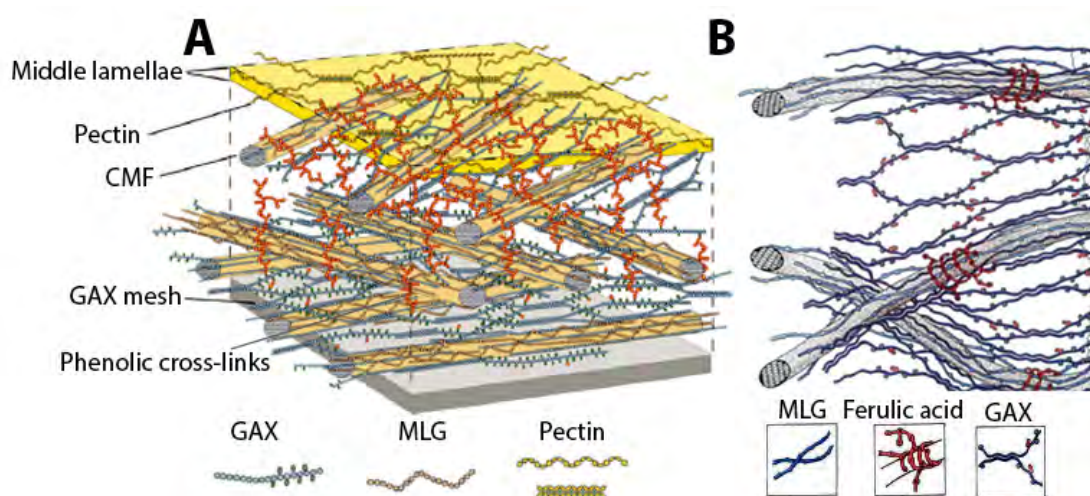 A
B
Middle lamellae
Pectin
CMF
GAX mesh
Phenolic cross-links
GAX MLG Pectin
MLG Ferulic acid GAX